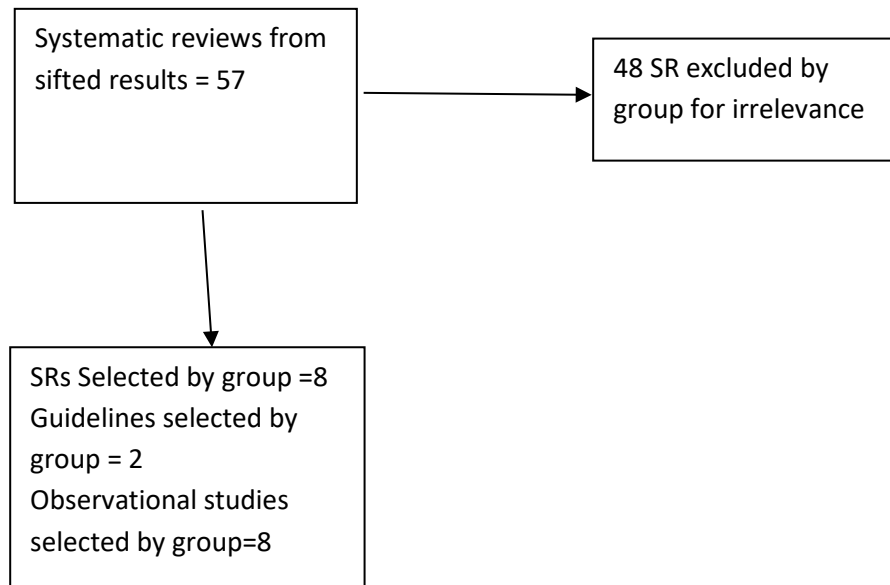 Systematic reviews from
sifted results = 57
48 SR excluded by
group for irrelevance
SRs Selected by group =8
Guidelines selected by
group = 2
Observational studies
selected by group=8